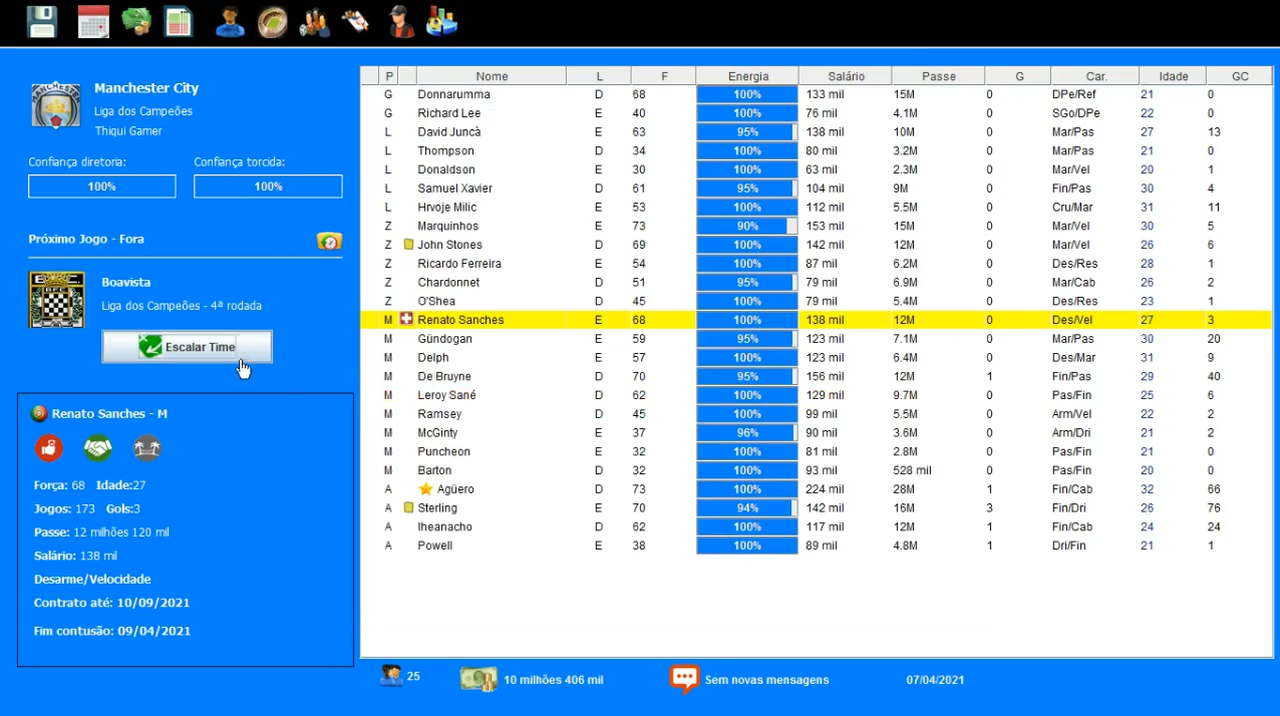 Manchester City
Liga dos Campeões
Thiqui Gamer
Confiança diretoria: Confiança torcida:
100% 100%
Próximo Jogo - Fora
Boavista
Liga dos Campeões - 4ª rodada
Escalar Time
Renato Sanches - M
Força: 68 Idade:27
Jogos: 173 Gols:3
Passe: 12 milhões 120 mil
Salário: 138 mil
Desarme/Velocidade
Contrato até: 10/09/2021
Fim contusão: 09/04/2021
P Nome L F Energia Salário Passe G Car. Idade GC
G Donnarumma D 68 100% 133 mil 15M 0 DPe/Ref 21 0
G Richard Lee E 40 100% 76 mil 4.1M 0 SGo/DPe 22 0
L David Juncà E 63 95% 138 mil 10M 0 Mar/Pas 27 13
L Thompson D 34 100% 80 mil 3.2M 0 Mar/Pas 21 0
L Donaldson E 30 100% 63 mil 2.3M 0 Mar/Vel 20 1
L Samuel Xavier D 61 95% 104 mil 9M 0 Fin/Pas 30 4
L Hrvoje Milic E 53 100% 112 mil 5.5M 0 Cru/Mar 31 11
Z Marquinhos E 73 90% 153 mil 15M 0 Mar/Vel 30 5
Z John Stones D 69 100% 142 mil 12M 0 Mar/Vel 26 6
Z Ricardo Ferreira E 54 100% 87 mil 6.2M 0 Des/Res 28 1
Z Chardonnet D 51 95% 79 mil 6.9M 0 Mar/Cab 26 2
Z O'Shea D 45 100% 79 mil 5.4M 0 Des/Res 23 1
M Renato Sanches E 68 100% 138 mil 12M 0 Des/Vel 27 3
M Gündogan E 59 95% 123 mil 7.1M 0 Mar/Pas 30 20
M Delph E 57 100% 123 mil 6.4M 0 Des/Mar 31 9
M De Bruyne D 70 95% 156 mil 12M 1 Car/Fin/Pas 29 40
M Leroy Sané D 62 100% 129 mil 9.7M 0 Pas/Fin 25 6
M Ramsey D 45 100% 99 mil 5.5M 0 Arm/Vel 22 2
M McGinty E 37 96% 90 mil 3.6M 0 Arm/Dri 21 2
M Puncheon E 32 100% 81 mil 2.8M 0 Pas/Fin 21 0
M Barton D 32 100% 93 mil 528 mil 0 Pas/Fin 20 0
A Agüero D 73 100% 224 mil 28M 1 Fin/Cab 32 66
A Sterling E 70 94% 142 mil 16M 3 Fin/Dri 26 76
A Iheanacho D 62 100% 117 mil 12M 1 Fin/Cab 24 24
A Powell E 38 100% 89 mil 4.8M 1 Dri/Fin 21 1
25 10 milhões 406 mil Sem novas mensagens 07/04/2021